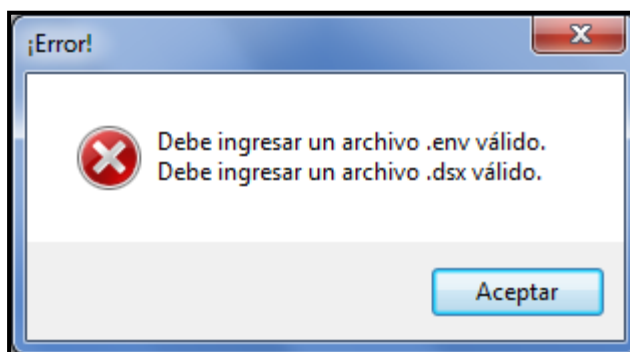 ¡Error!
Debe ingresar un archivo .env válido.
Debe ingresar un archivo .dsx válido.
Aceptar